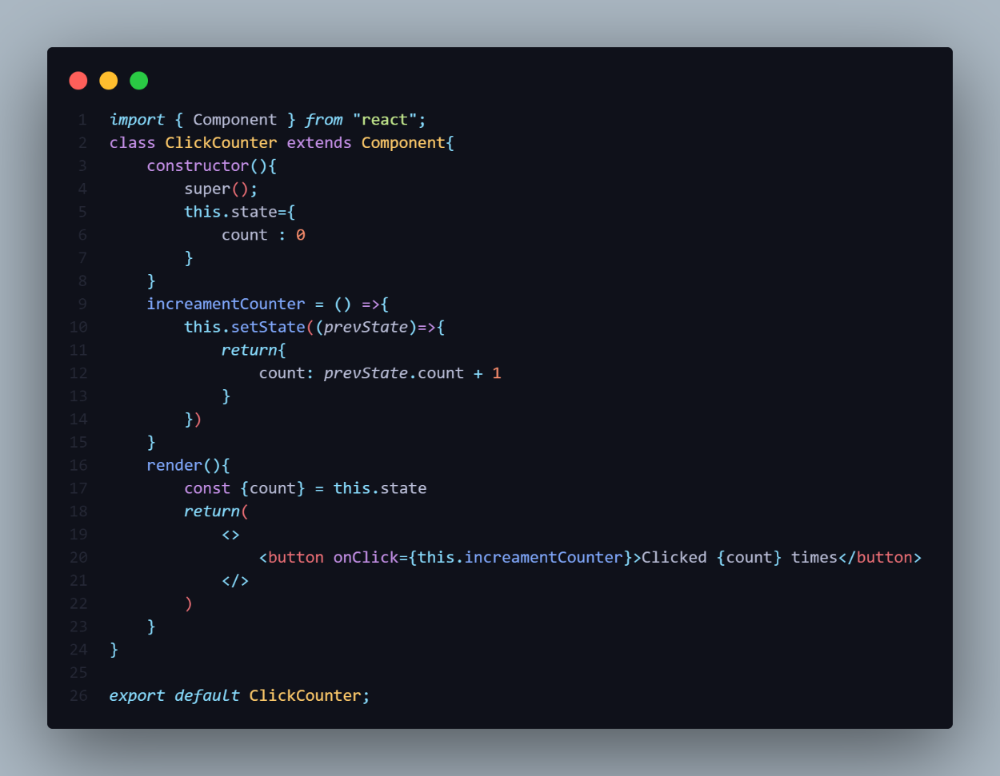 1 import { Component } from "react";
2 class ClickCounter extends Component{
3     constructor(){
4         super();
5         this.state={
6             count : 0
7         }
8     }
9     increamentCounter = () =>{
10         this.setState((prevState)=>{
11             return{
12                 count: prevState.count + 1
13             }
14         })
15     }
16     render(){
17         const {count} = this.state
18         return(
19             <>
20                 <button onClick={this.increamentCounter}>Clicked {count} times</button>
21             </>
22         )
23     }
24 }
25
26 export default ClickCounter;